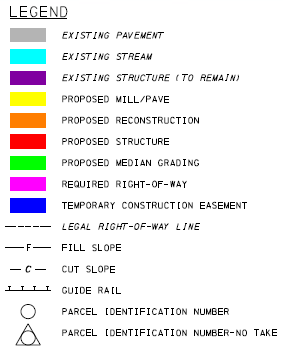 LEGEND
EXISTING PAVEMENT
EXISTING STREAM
EXISTING STRUCTURE (TO REMAIN)
PROPOSED MILL/PAVE
PROPOSED RECONSTRUCTION
PROPOSED STRUCTURE
PROPOSED MEDIAN GRADING
REQUIRED RIGHT-OF-WAY
TEMPORARY CONSTRUCTION EASEMENT
LEGAL RIGHT-OF-WAY LINE
F FILL SLOPE
C CUT SLOPE
GUIDE RAIL
PARCEL IDENTIFICATION NUMBER
PARCEL IDENTIFICATION NUMBER-NO TAKE